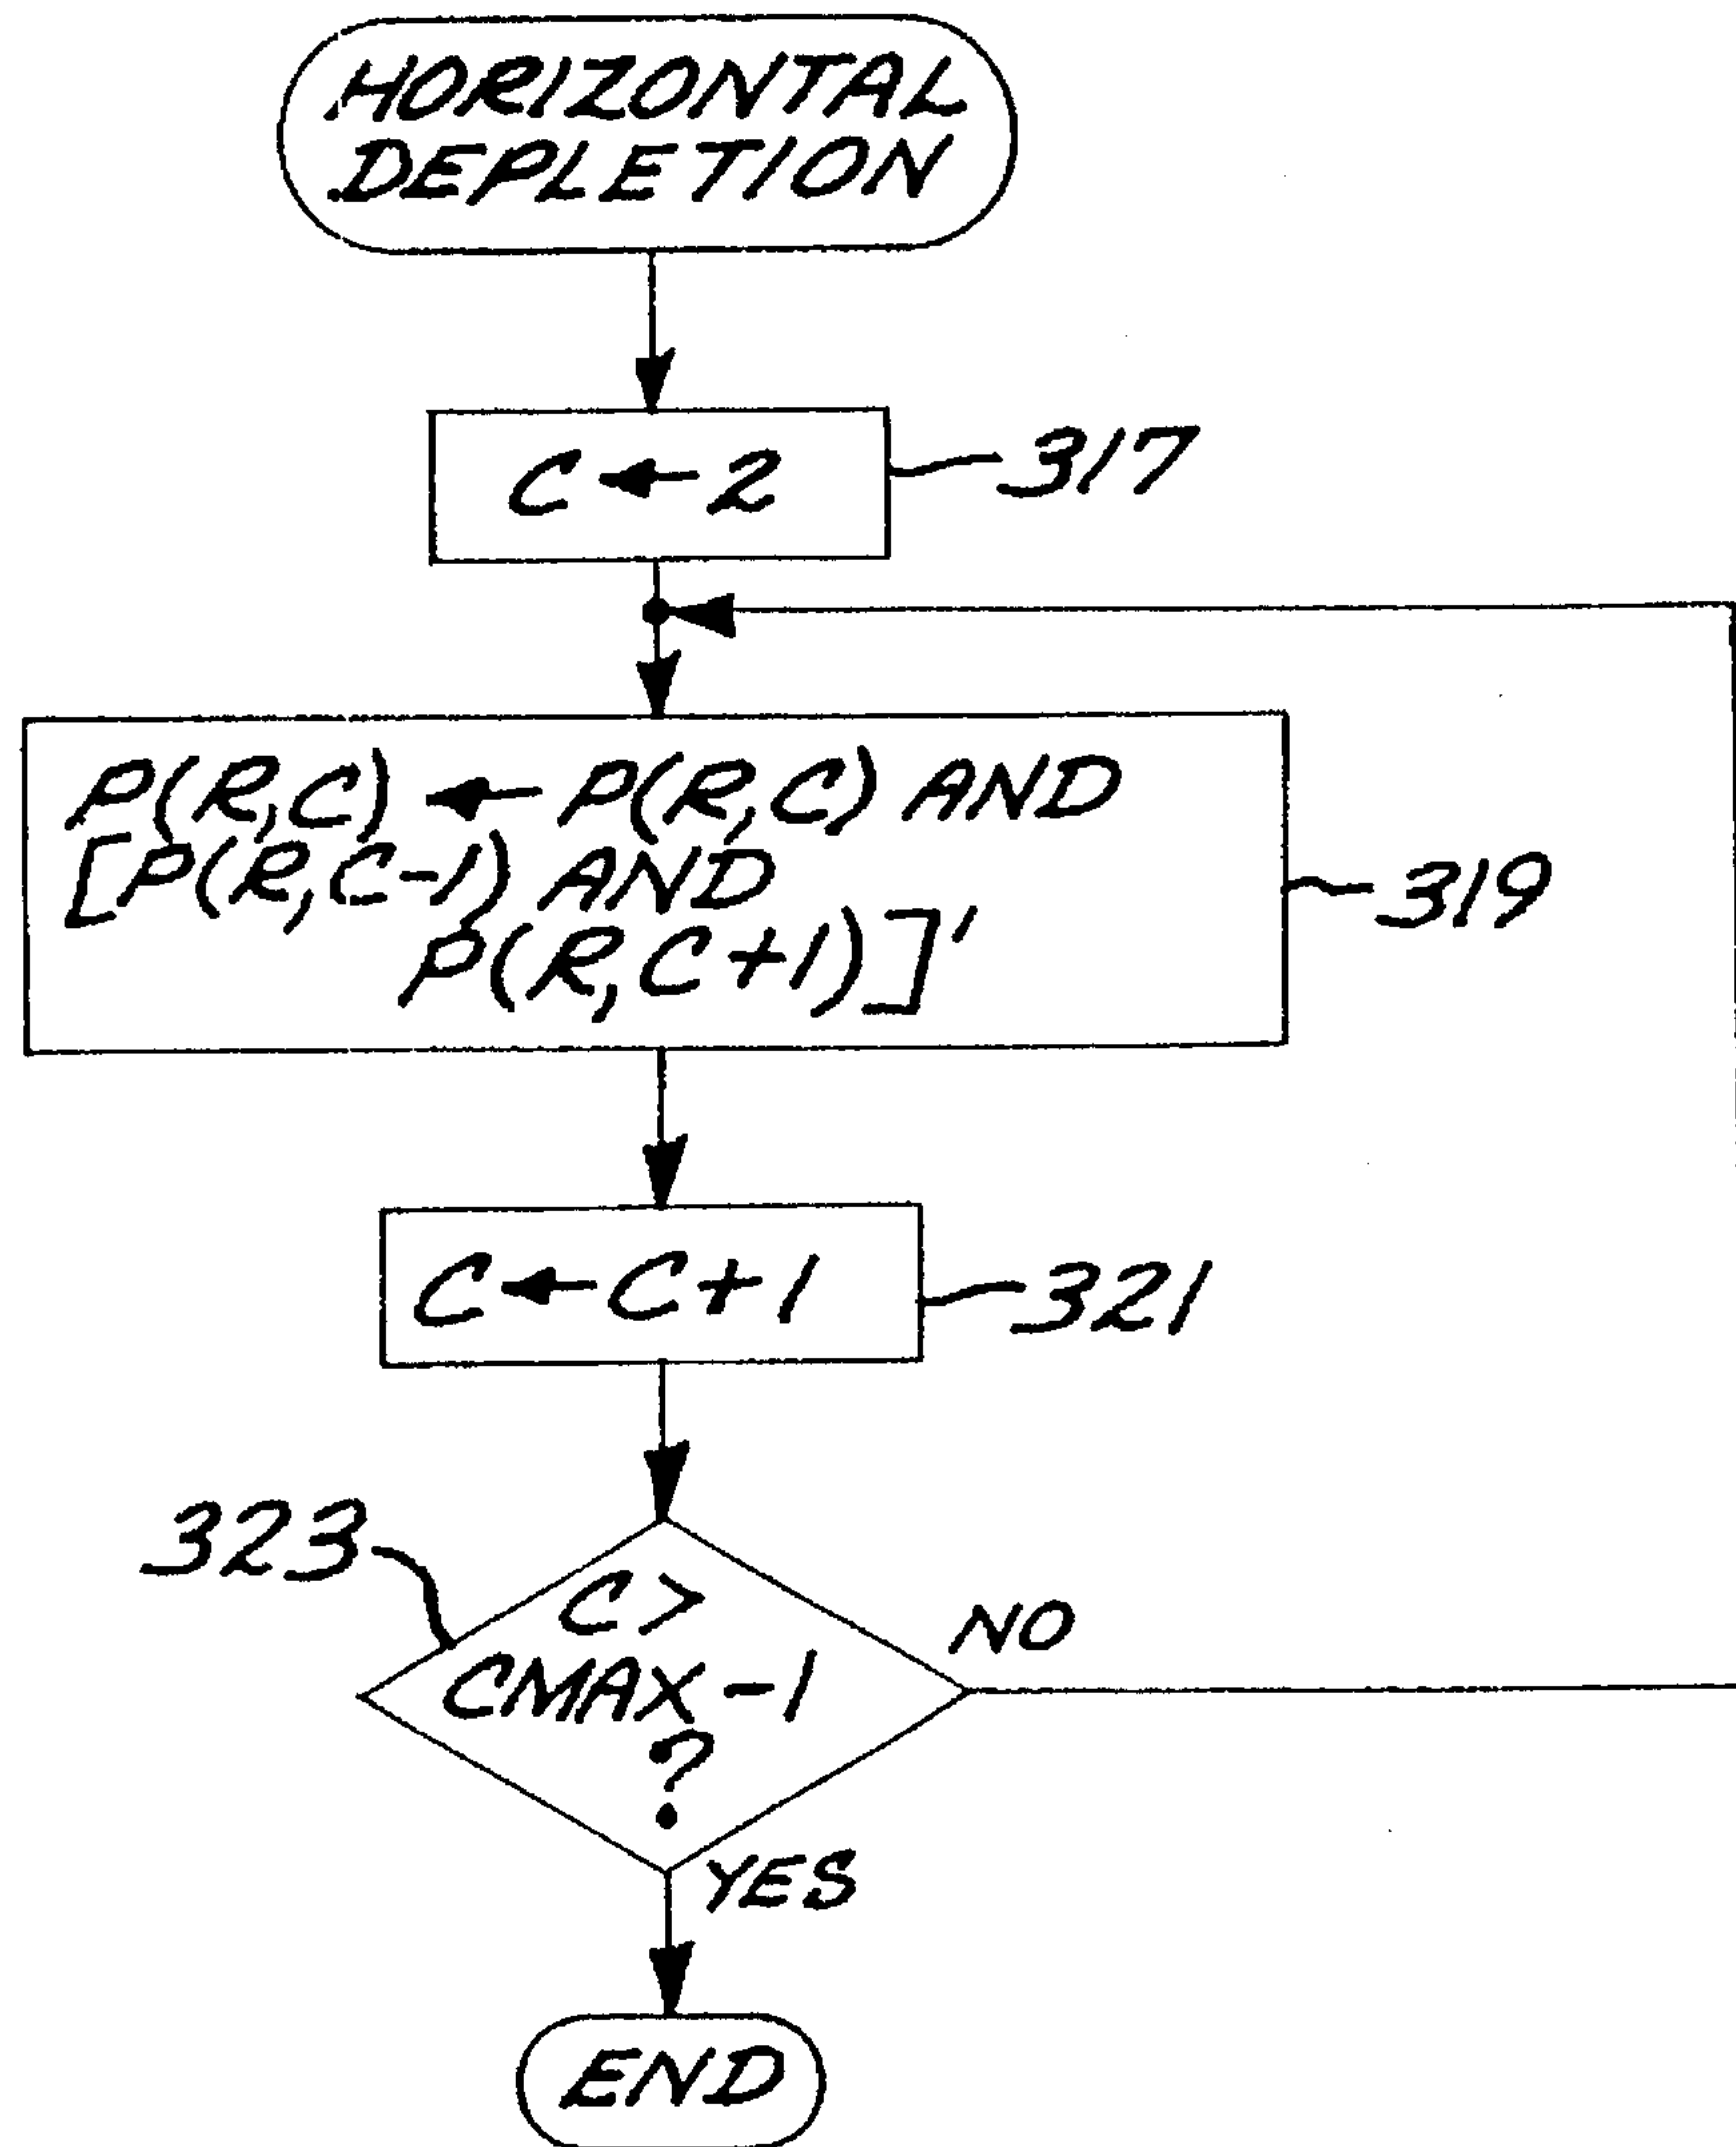 HORIZONTAL
DEPLETION
C ← 2
317
P(R,C) ← P(R,C) AND
[P(R,C-1) AND
P(R,C+1)]'
319
C ← C+1
321
323
C >
CMAX-1
?
NO
YES
END